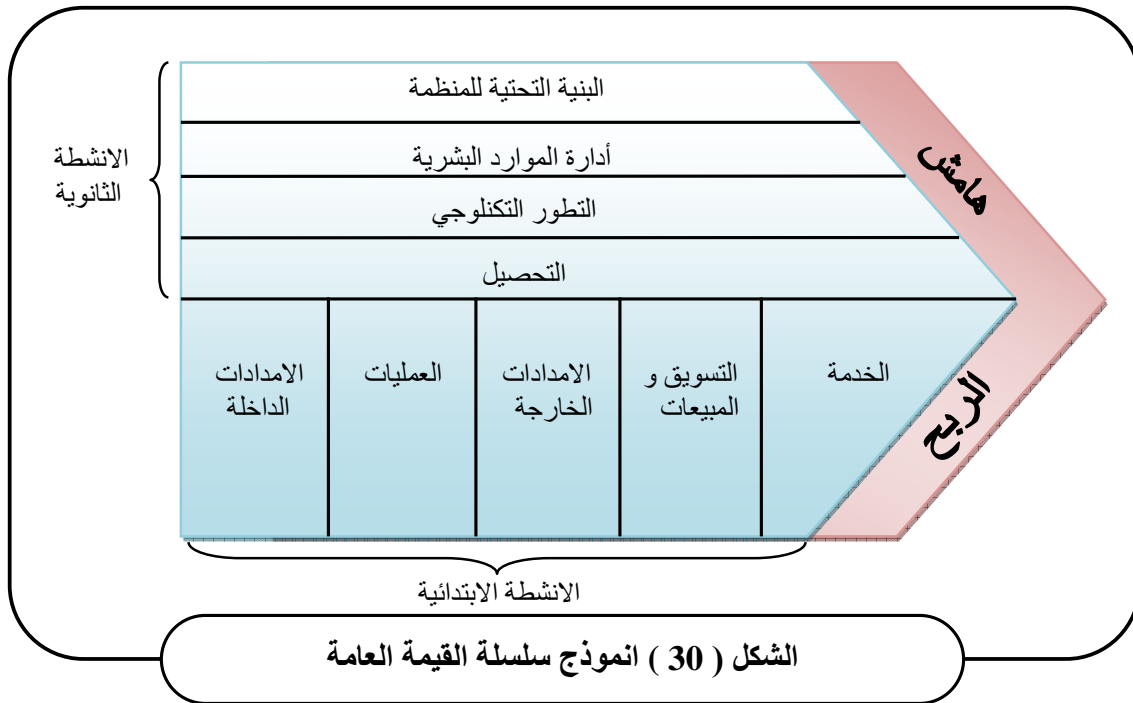 البنية التحتية للمنظمة
أدارة الموارد البشرية
التطور التكنلوجي
التحصيل
الانشطة
الثانوية
هامش
الربح
الامدادات
الداخلة
العمليات
الامدادات
الخارجة
التسويق و
المبيعات
الخدمة
الانشطة الابتدائية
الشكل ( 30 ) انموذج سلسلة القيمة العامة